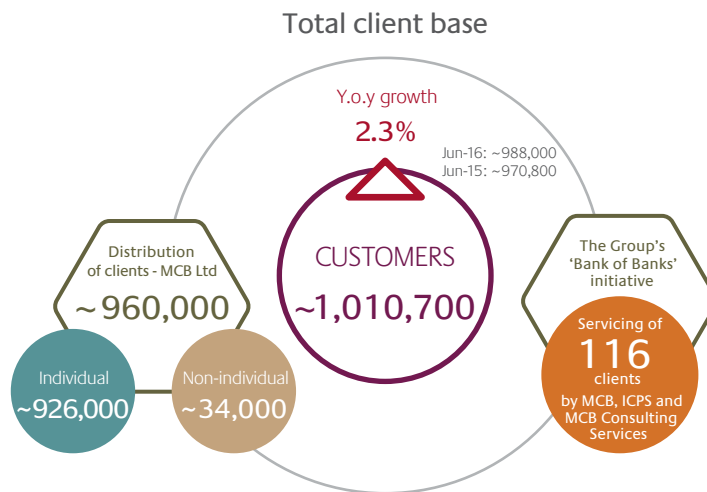 Total client base
Y.o.y growth
2.3%
Jun-16: ~988,000
Jun-15: ~970,800
CUSTOMERS
~1,010,700
Distribution
of clients - MCB Ltd
~960,000
Individual
~926,000
Non-individual
~34,000
The Group's
'Bank of Banks'
initiative
Servicing of
116
clients
by MCB, ICPS and
MCB Consulting
Services